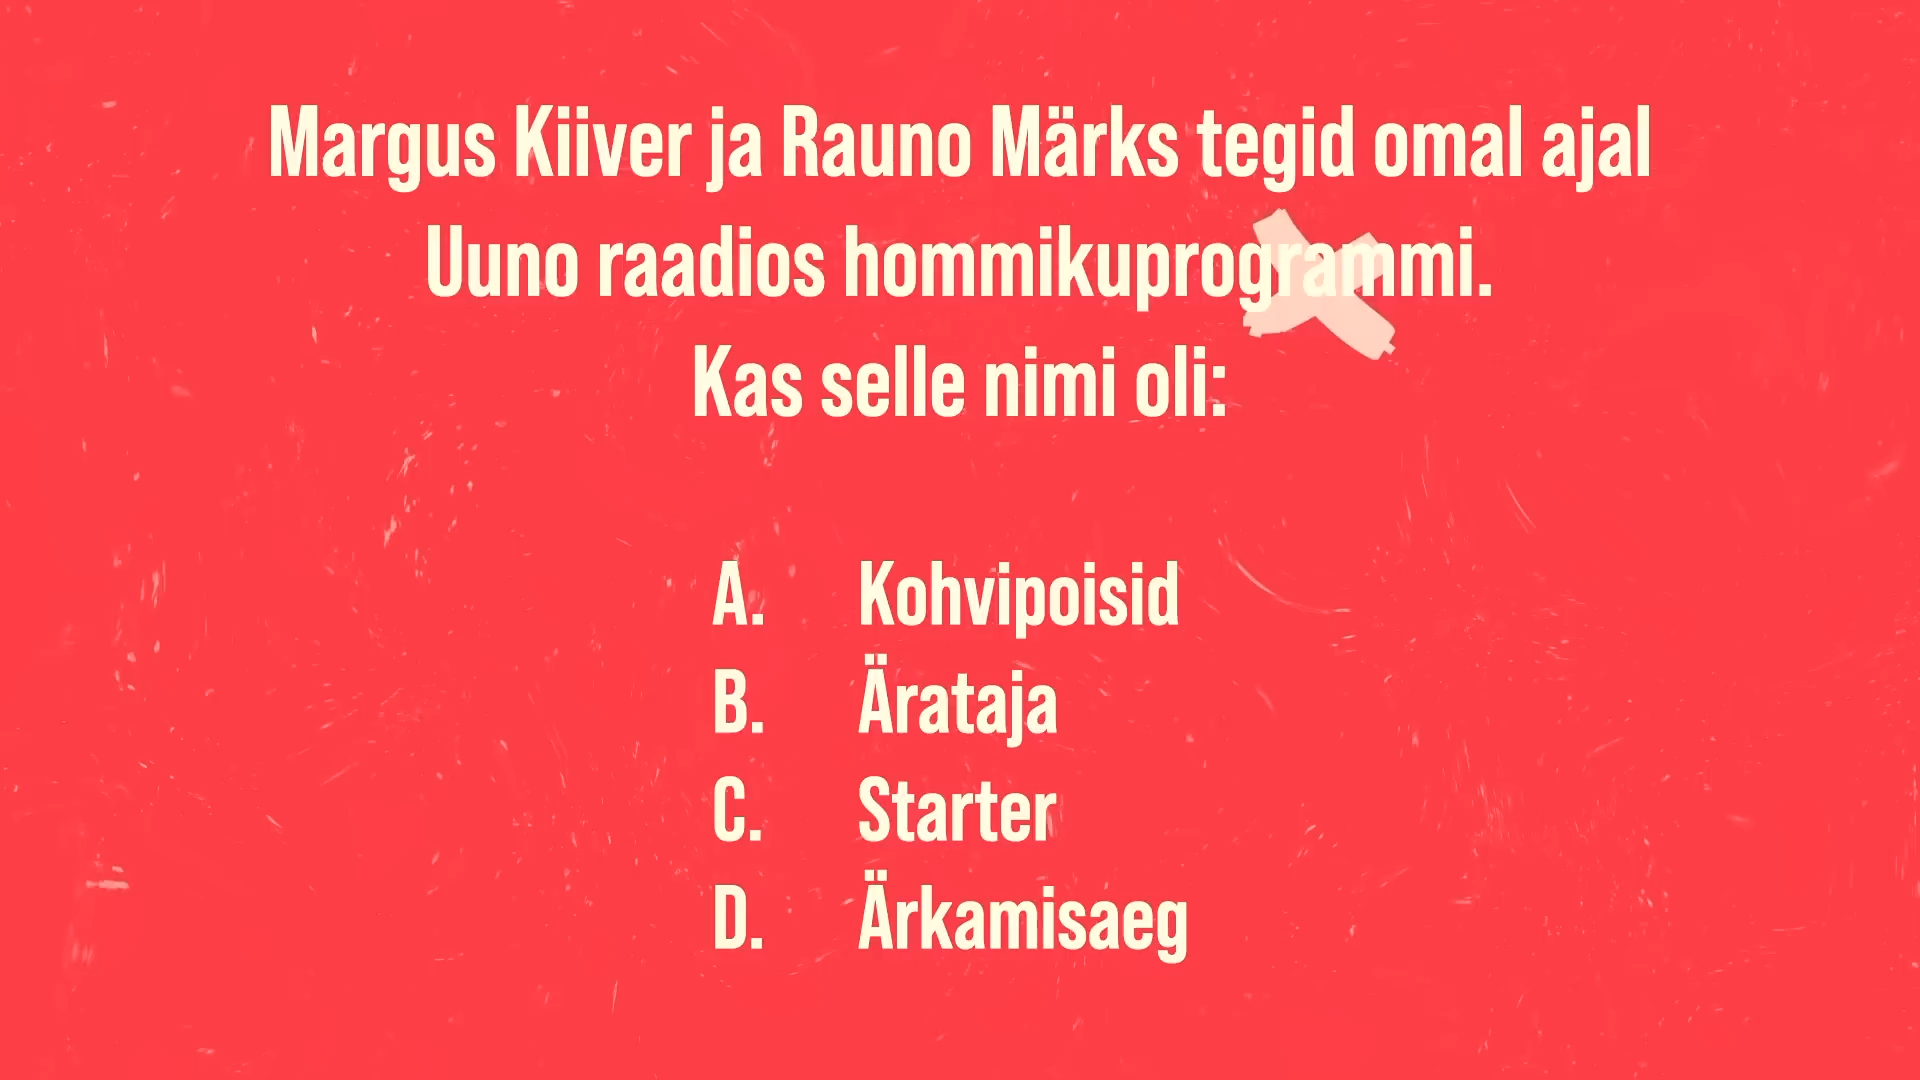 Margus Kiiver ja Rauno Märks tegid omal ajal
Uuno raadios hommikuprogrammi.
Kas selle nimi oli:
A. Kohvipoisid
B. Ärataja
C. Starter
D. Ärkamisaeg